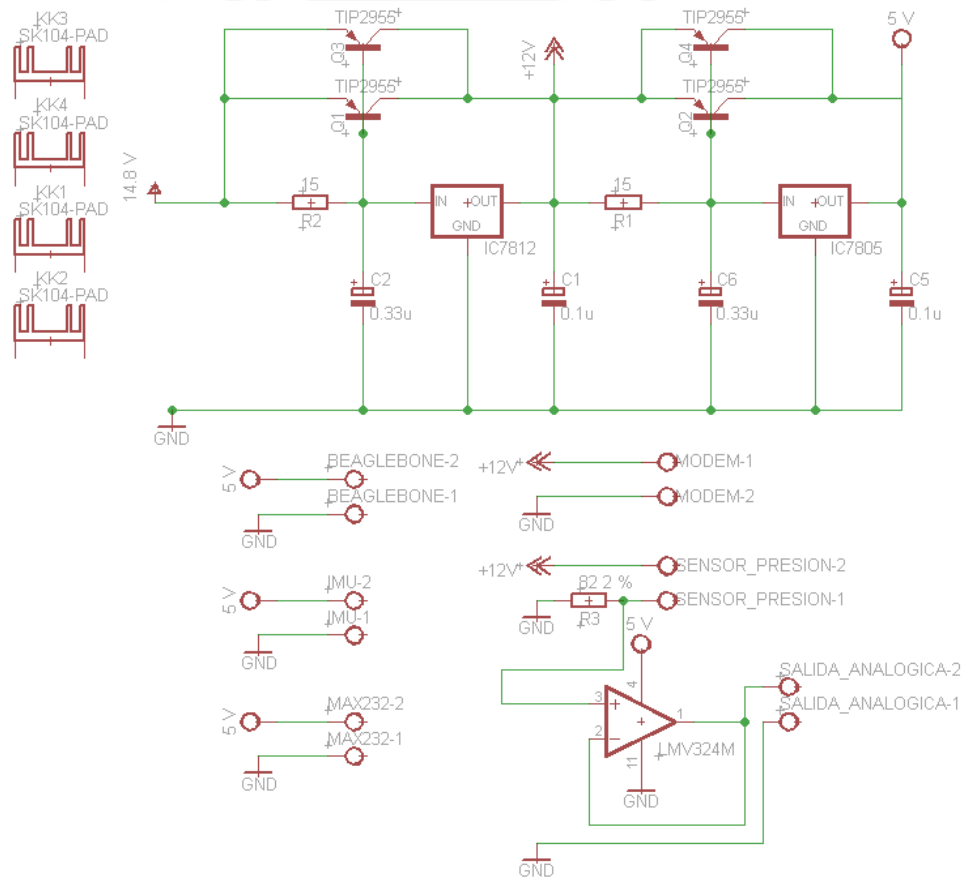 KK3
SK104-PAD
KK4
SK104-PAD
KK1
SK104-PAD
KK2
SK104-PAD
TIP2955
Q3
TIP2955
Q1
+12V
TIP2955
Q4
TIP2955
Q2
5 V
14.8 V
15
R2
IN
OUT
GND
IC7812
15
R1
IN
OUT
GND
IC7805
C2
0.33u
C1
0.1u
C6
0.33u
C5
0.1u
GND
5 V
BEAGLEBONE-2
BEAGLEBONE-1
GND
5V
IMU-2
IMU-1
GND
5V
MAX232-2
MAX232-1
GND
+12V
MODEM-1
MODEM-2
GND
+12V
SENSOR_PRESION-2
82 2 %
SENSOR_PRESION-1
GND
R3
5 V
4
3
2
1
11
LMV324M
GND
SALIDA_ANALOGICA-2
SALIDA_ANALOGICA-1
GND